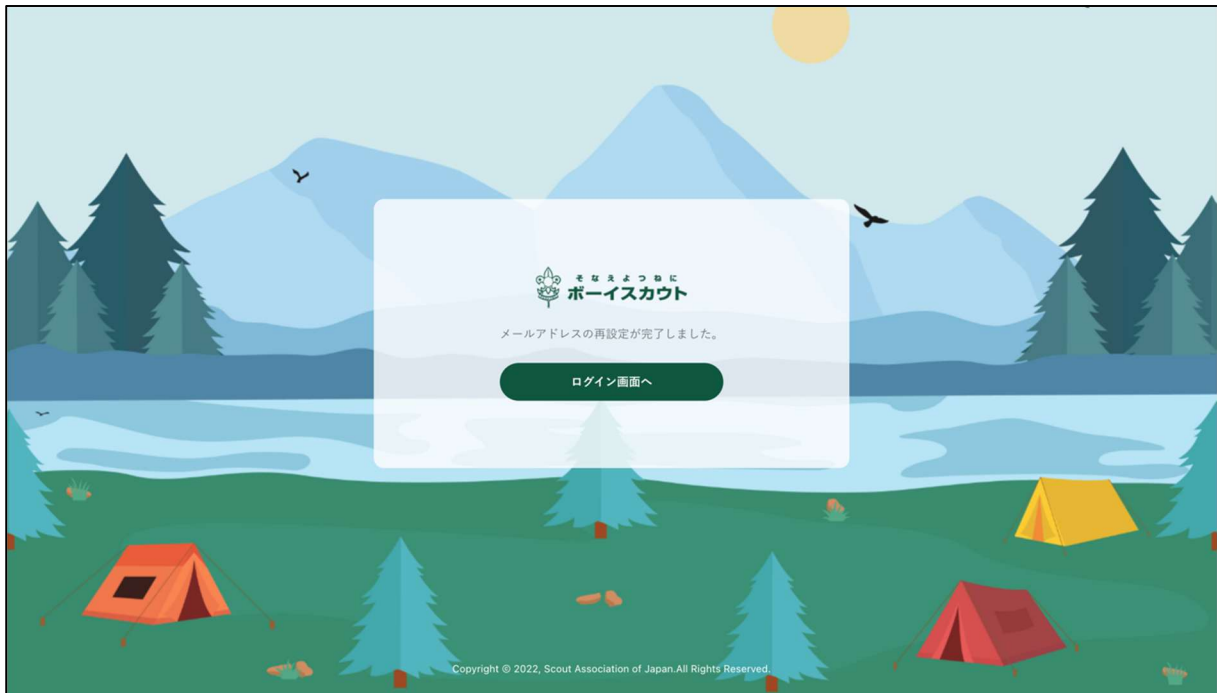 そなえよつねに
ボーイスカウト
メールアドレスの再設定が完了しました。
ログイン画面へ
Copyright © 2022, Scout Association of Japan.All Rights Reserved.